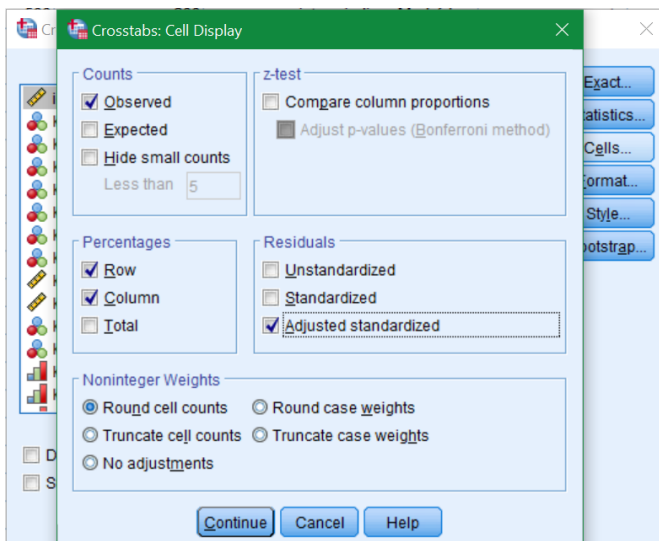 Cr
Crosstabs: Cell Display
Counts
Observed
Expected
Hide small counts
Less than 5
z-test
Compare column proportions
Adjust p-values (Bonferroni method)
Percentages
Row
Column
Total
Residuals
Unstandardized
Standardized
Adjusted standardized
Noninteger Weights
Round cell counts
Round case weights
Truncate cell counts
Truncate case weights
No adjustments
Continue
Cancel
Help
Exact...
atistics...
Cells...
ormat...
Style...
ootstrap...
D
S